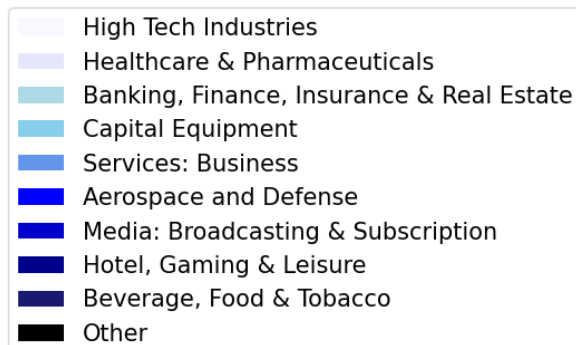 High Tech Industries
Healthcare & Pharmaceuticals
Banking, Finance, Insurance & Real Estate
Capital Equipment
Services: Business
Aerospace and Defense
Media: Broadcasting & Subscription
Hotel, Gaming & Leisure
Beverage, Food & Tobacco
Other